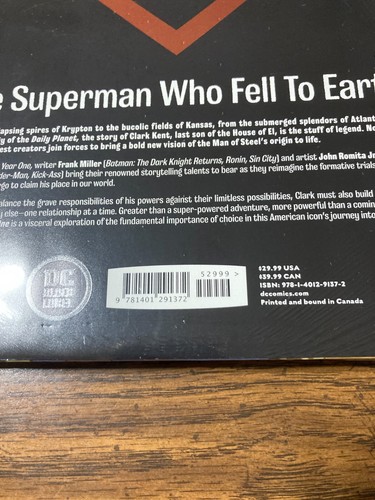 e Superman Who Fell To Eart
apsing spires of Krypton to the bucolic fields of Kansas, from the submerged splendors of Atlant
y of the Daily Planet, the story of Clark Kent, last son of the House of El, is the stuff of legend. No
est creators join forces to bring a bold new vision of the Man of Steel's origin to life.
Year One, writer Frank Miller (Batman: The Dark Knight Returns, Ronin, Sin City) and artist John Romita Jr
der-Man, Kick-Ass) bring their renowned storytelling talents to bear as they reimagine the formative trials
rgo to claim his place in our world.
alance the grave responsibilities of his powers against their limitless possibilities, Clark must also build
y else—one relationship at a time. Greater than a super-powered adventure, more powerful than a comin
ine is a visceral exploration of the fundamental importance of choice in this American icon's journey into
DC
BLACK
LABEL
52999 >
9 781401 291372
$29.99 USA
$39.99 CAN
ISBN: 978-1-4012-9137-2
dccomics.com
Printed and bound in Canada